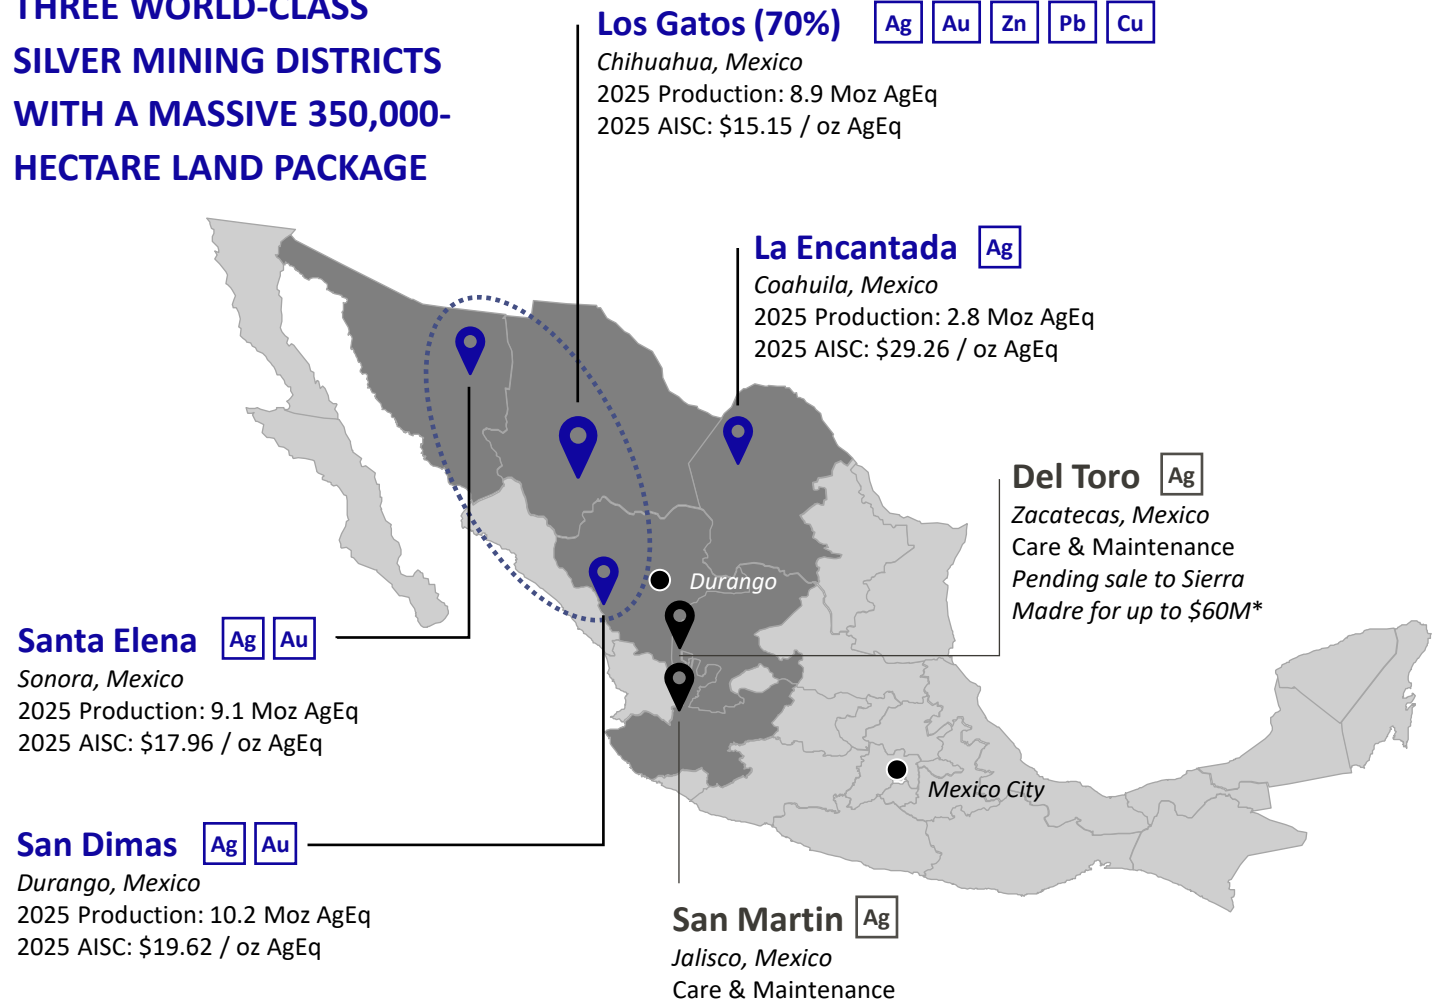 THREE WORLD-CLASS
SILVER MINING DISTRICTS
WITH A MASSIVE 350,000-
HECTARE LAND PACKAGE
Los Gatos (70%) Ag Au Zn Pb Cu
Chihuahua, Mexico
2025 Production: 8.9 Moz AgEq
2025 AISC: $15.15 / oz AgEq
La Encantada Ag
Coahuila, Mexico
2025 Production: 2.8 Moz AgEq
2025 AISC: $29.26 / oz AgEq
Del Toro Ag
Zacatecas, Mexico
Care & Maintenance
Pending sale to Sierra
Madre for up to $60M*
Durango
Santa Elena Ag Au
Sonora, Mexico
2025 Production: 9.1 Moz AgEq
2025 AISC: $17.96 / oz AgEq
Mexico City
San Dimas Ag Au
Durango, Mexico
2025 Production: 10.2 Moz AgEq
2025 AISC: $19.62 / oz AgEq
San Martin Ag
Jalisco, Mexico
Care & Maintenance